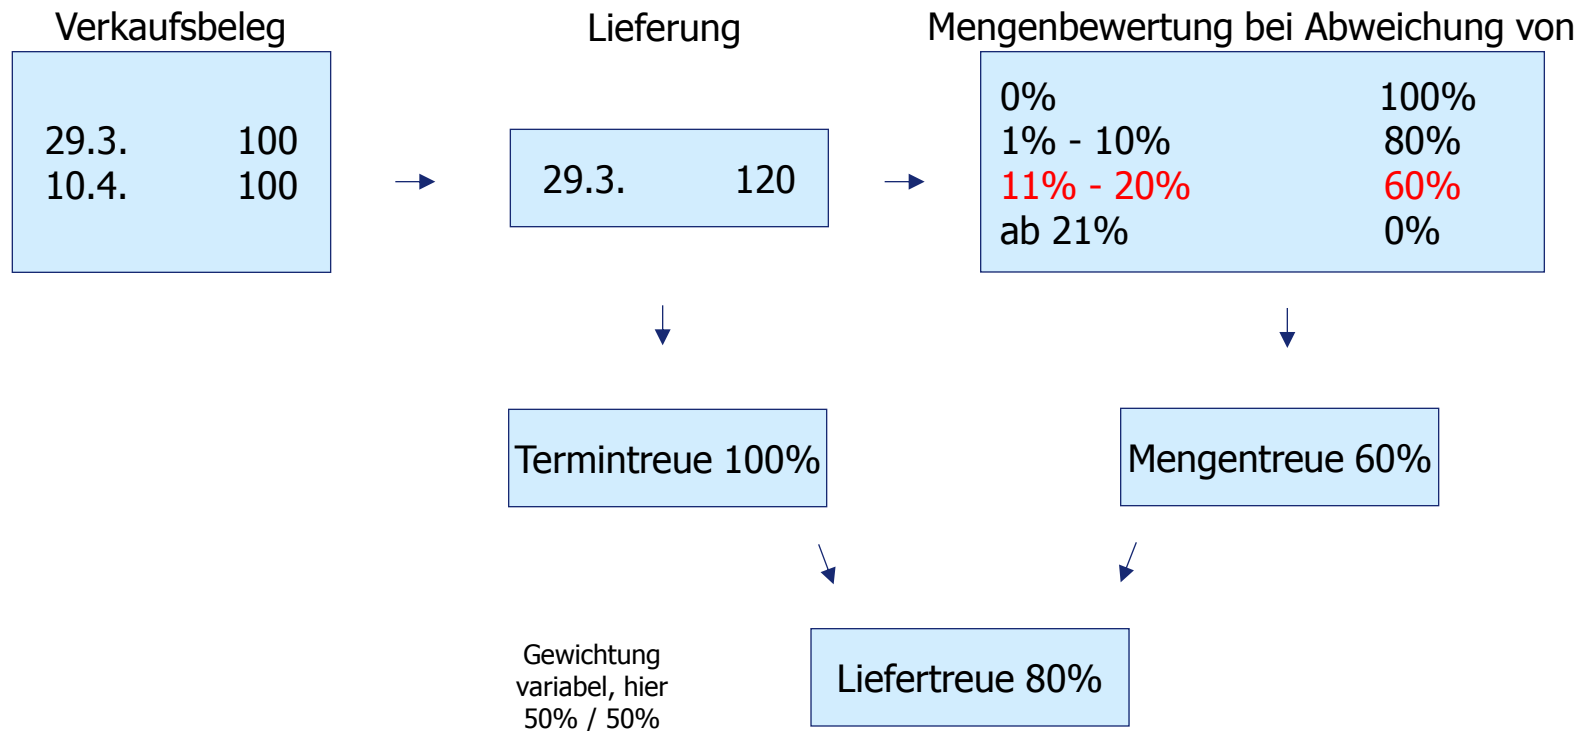 Verkaufsbeleg
29.3. 100
10.4. 100
Lieferung
29.3. 120
Mengenbewertung bei Abweichung von
0% 100%
1% - 10% 80%
11% - 20% 60%
ab 21% 0%
Termintreue 100%
Mengentreue 60%
Gewichtung
variabel, hier
50% / 50%
Liefertreue 80%